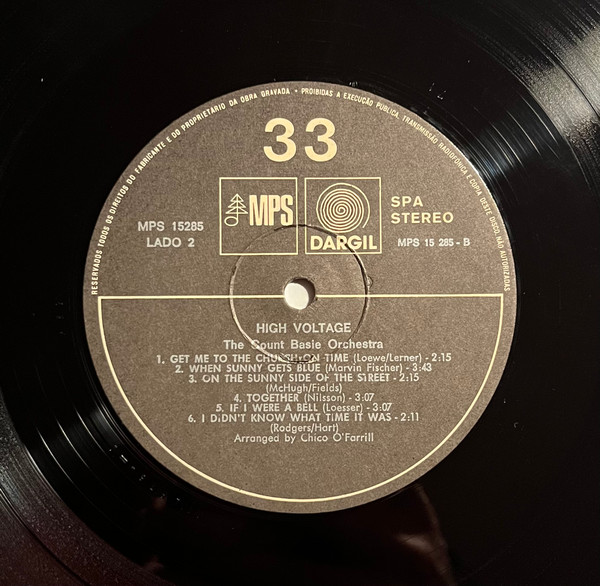 RESERVADOS TODOS OS DIREITOS DO FABRICANTE E DO PROPRIETÁRIO DA OBRA GRAVADA • PROIBIDAS A EXECUÇÃO PÚBLICA, TRANSMISSÃO RADIOFÓNICA E CÓPIA DESTE DISCO, NÃO AUTORIZADAS
33
MPS
DARGIL
SPA
STEREO
MPS 15285
LADO 2
MPS 15 285 - B
HIGH VOLTAGE
The Count Basie Orchestra
1. GET ME TO THE CHURCH ON TIME (Loewe/Lerner) - 2:15
2. WHEN SUNNY GETS BLUE (Marvin Fischer) - 3:43
3. ON THE SUNNY SIDE OF THE STREET - 2:15
(McHugh/Fields)
4. TOGETHER (Nilsson) - 3:07
5. IF I WERE A BELL (Loesser) - 3:07
6. I DIDN'T KNOW WHAT TIME IT WAS - 2:11
(Rodgers/Hart)
Arranged by Chico O'Farrill